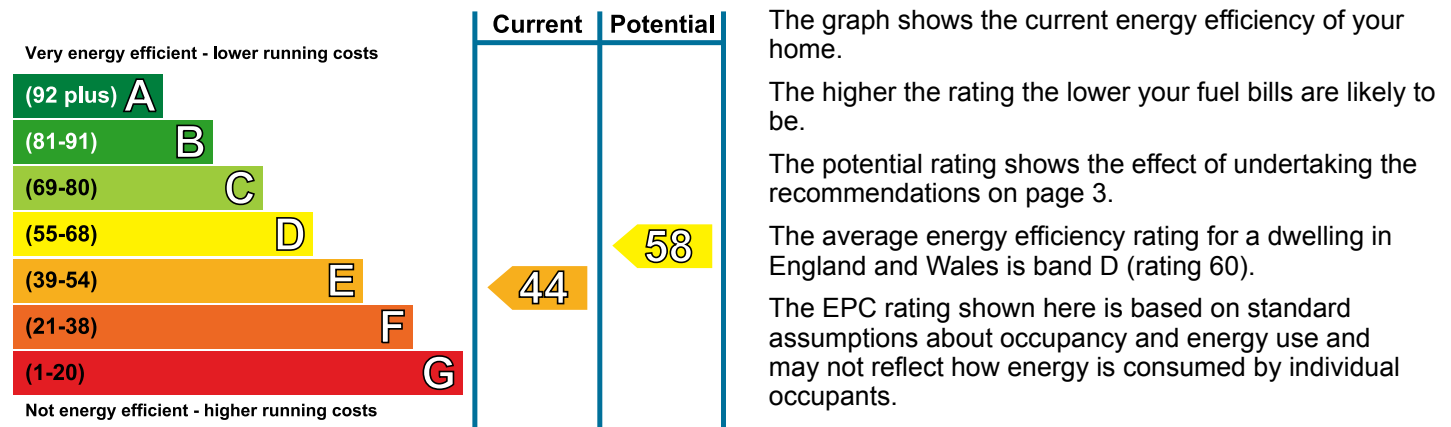 Current Potential
Very energy efficient - lower running costs
(92 plus) A
(81-91) B
(69-80) C
(55-68) D
(39-54) E
(21-38) F
(1-20) G
Not energy efficient - higher running costs
58
44
The graph shows the current energy efficiency of your
home.
The higher the rating the lower your fuel bills are likely to
be.
The potential rating shows the effect of undertaking the
recommendations on page 3.
The average energy efficiency rating for a dwelling in
England and Wales is band D (rating 60).
The EPC rating shown here is based on standard
assumptions about occupancy and energy use and
may not reflect how energy is consumed by individual
occupants.